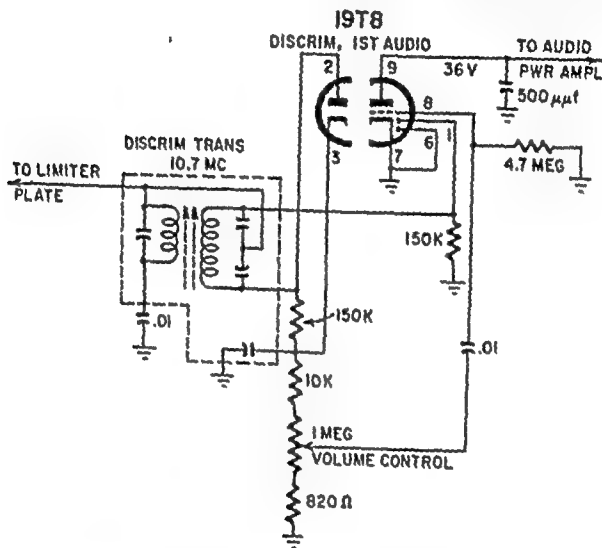 19T8
DISCRIM, 1ST AUDIO
2
9
36V
TO AUDIO
PWR AMPL
500μμf
8
1
6
3
7
4.7 MEG
DISCRIM TRANS
10.7 MC
TO LIMITER
PLATE
150K
.01
150K
.01
10K
1 MEG
VOLUME CONTROL
820Ω